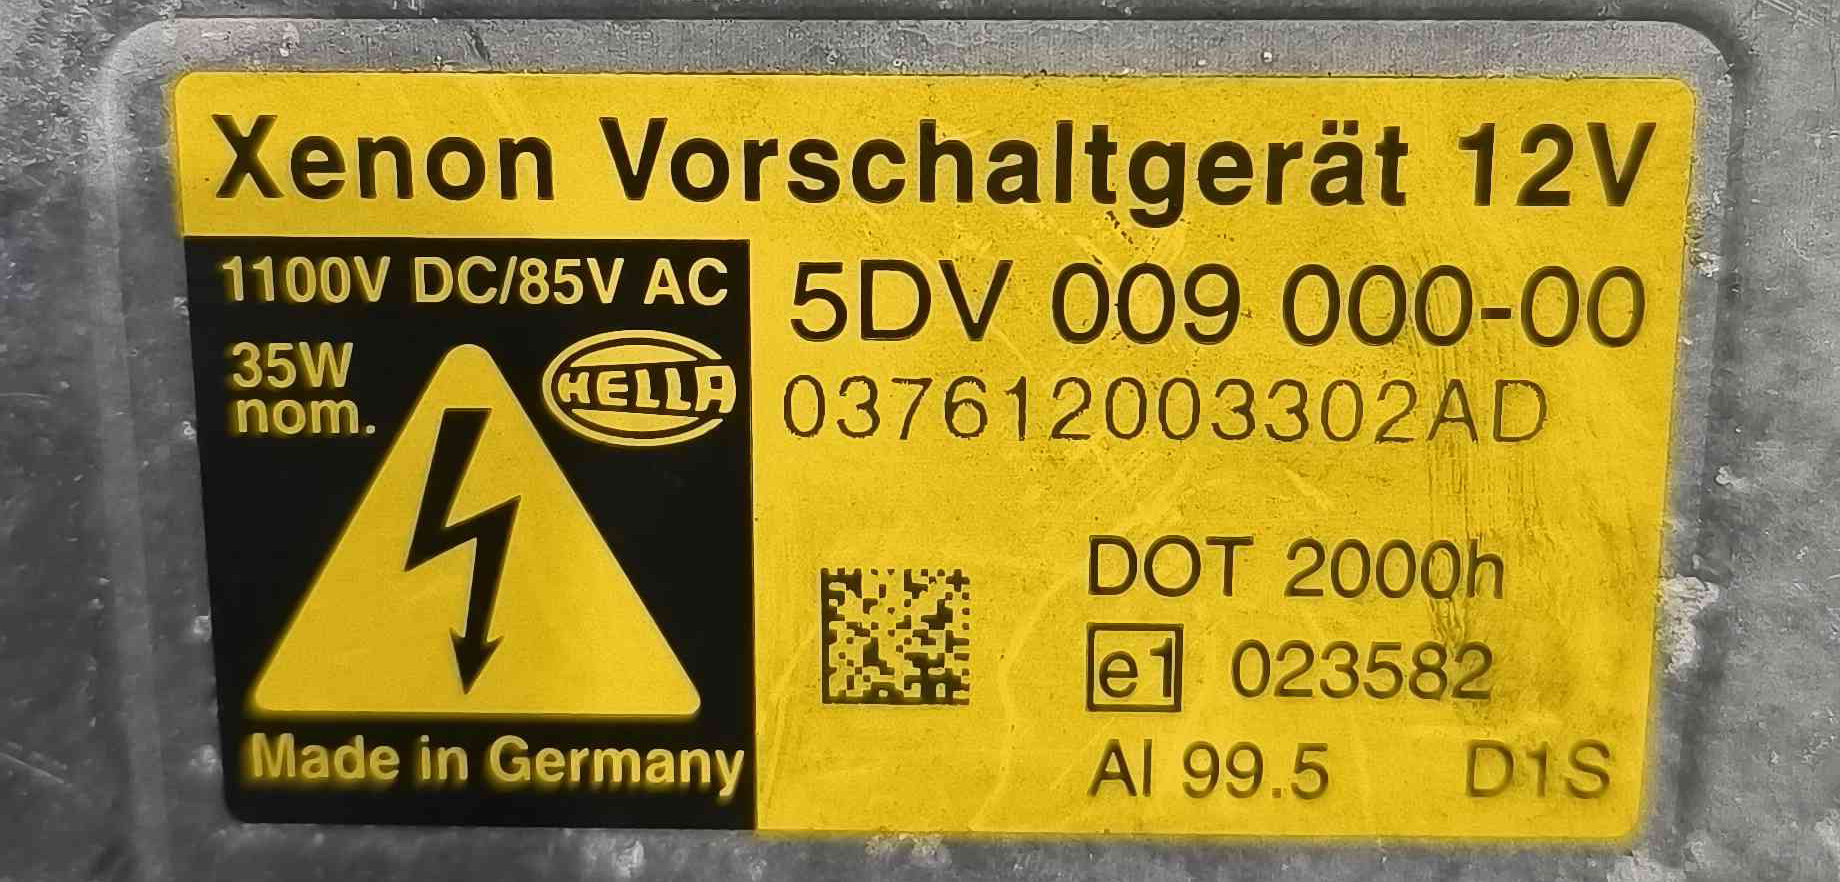 Xenon Vorschaltgerät 12V
1100V DC/85V AC
35W
nom.
HELLA
Made in Germany
5DV 009 000-00
037612003302AD
DOT 2000h
e1 023582
Al 99.5 D1S